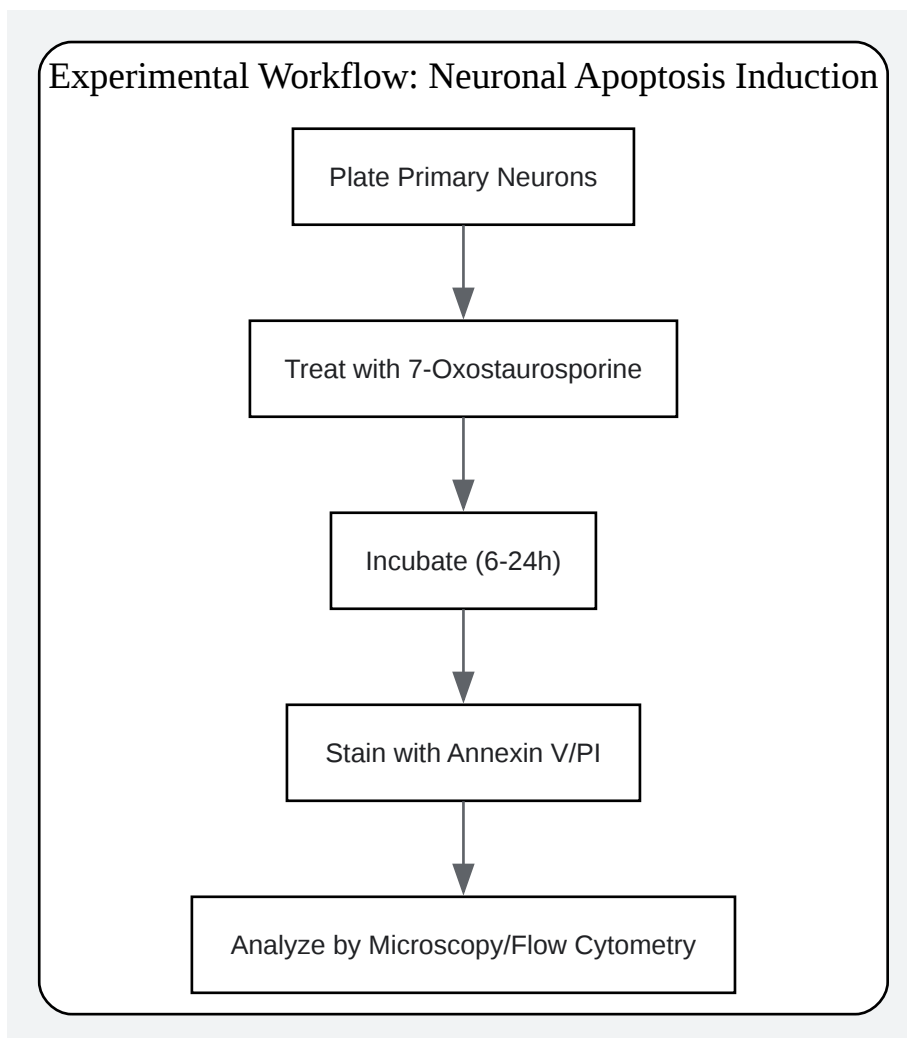 Experimental Workflow: Neuronal Apoptosis Induction
Plate Primary Neurons
Treat with 7-Oxostaurosporine
Incubate (6-24h)
Stain with Annexin V/PI
Analyze by Microscopy/Flow Cytometry